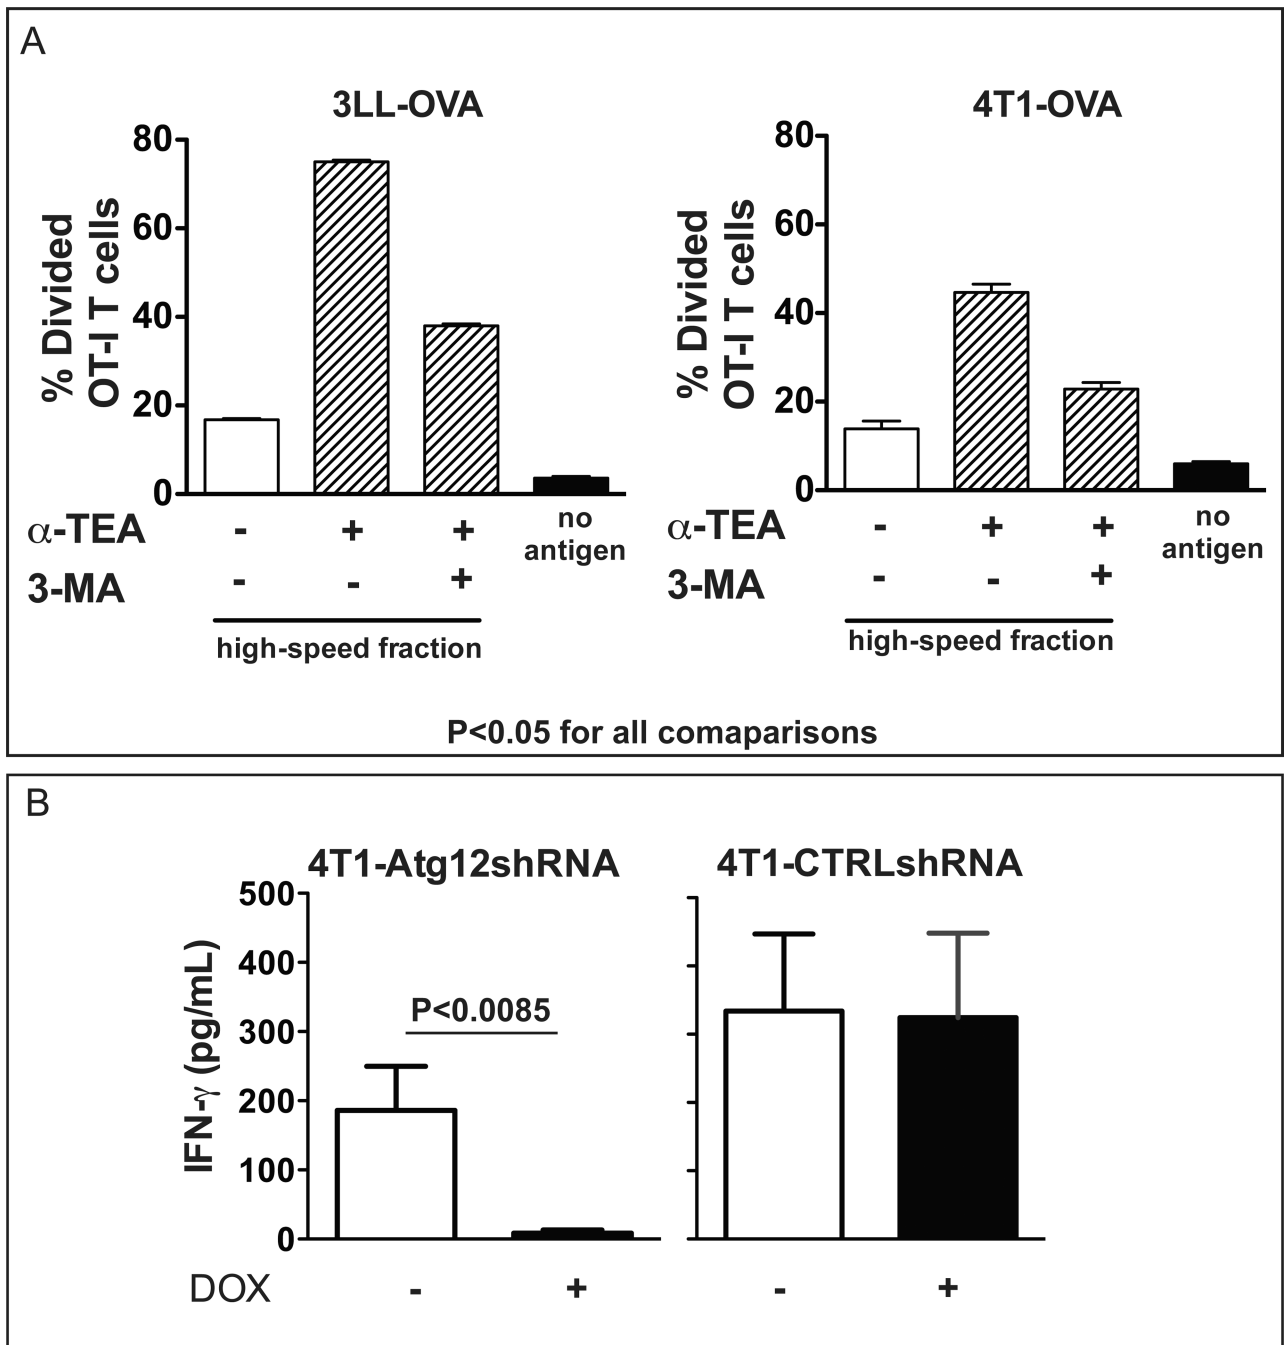 A
3LL-OVA
% Divided
OT-I T cells
80
60
40
20
0
α-TEA - + +
3-MA - - +
no
antigen
high-speed fraction
4T1-OVA
% Divided
OT-I T cells
80
60
40
20
0
α-TEA - + +
3-MA - - +
no
antigen
high-speed fraction
P<0.05 for all comaparisons
B
4T1-Atg12shRNA
IFN-γ (pg/mL)
500
400
300
200
100
0
P<0.0085
4T1-CTRLshRNA
DOX - + - +